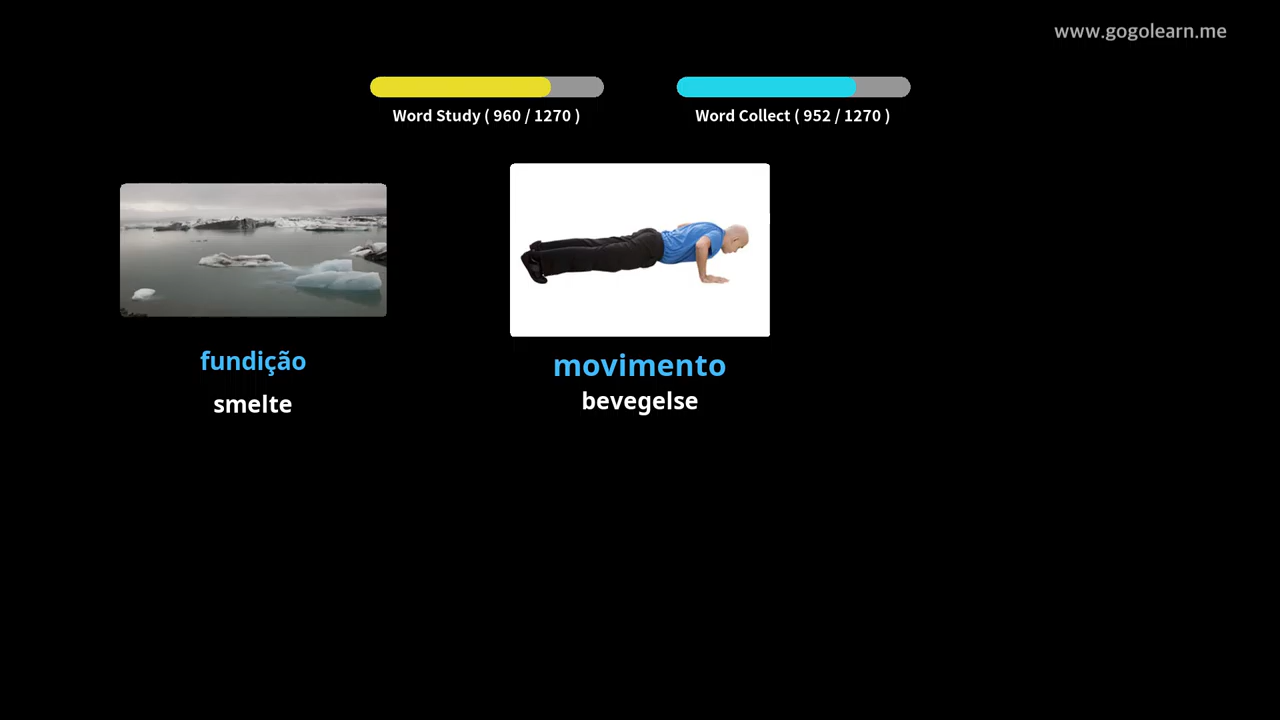 www.gogolearn.me
Word Study ( 960 / 1270 )
Word Collect ( 952 / 1270 )
fundição
smelte
movimento
bevegelse